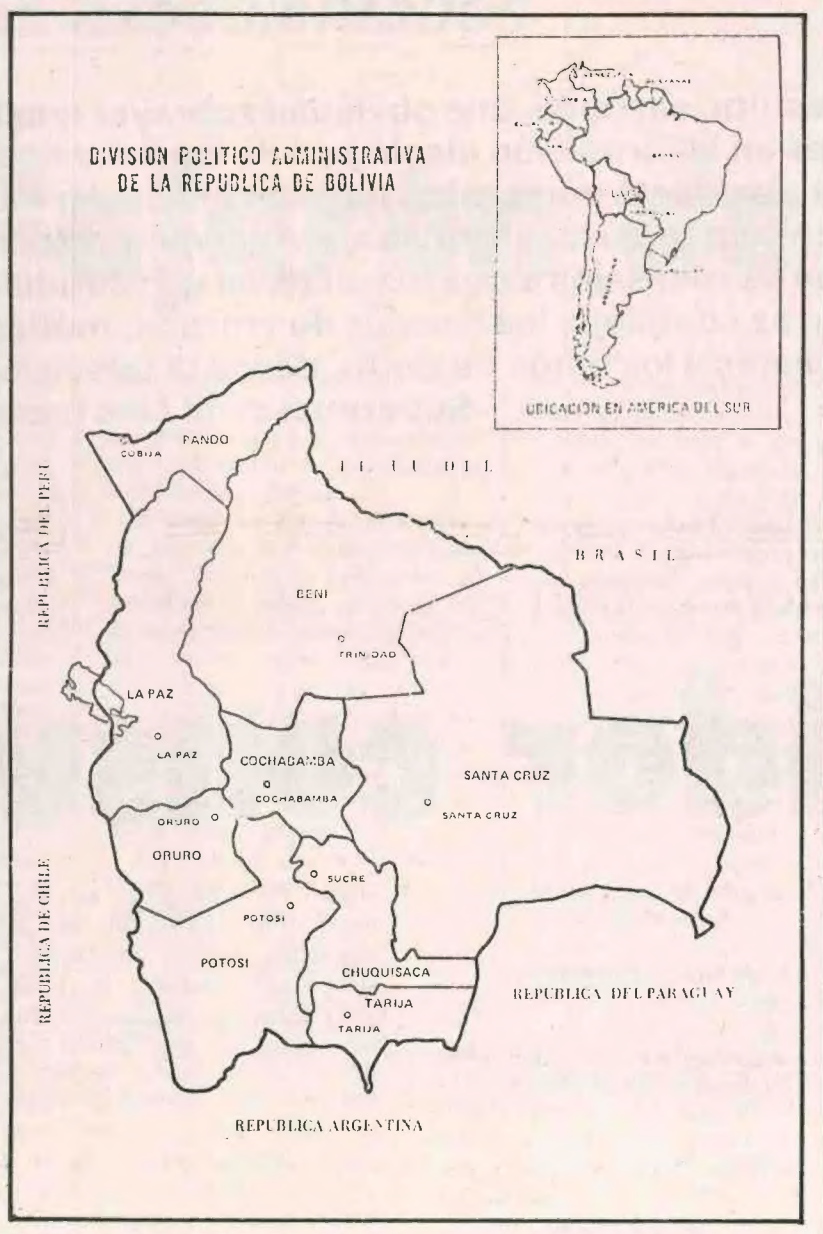 DIVISION POLITICO ADMINISTRATIVA
DE LA REPUBLICA DE BOLIVIA
VENEZUELA
UBICACION EN AMERICA DEL SUR
PANDO
COBIJA
REPUBLICA DEL PERU
BRASIL
BENI
TRINIDAD
LA PAZ
LA PAZ
COCHABAMBA
COCHABAMBA
SANTA CRUZ
SANTA CRUZ
ORURO
ORURO
SUCRE
POTOSI
POTOSI
CHUQUISACA
TARIJA
TARIJA
REPUBLICA DE CHILE
REPUBLICA DEL PARAGUAY
REPUBLICA ARGENTINA